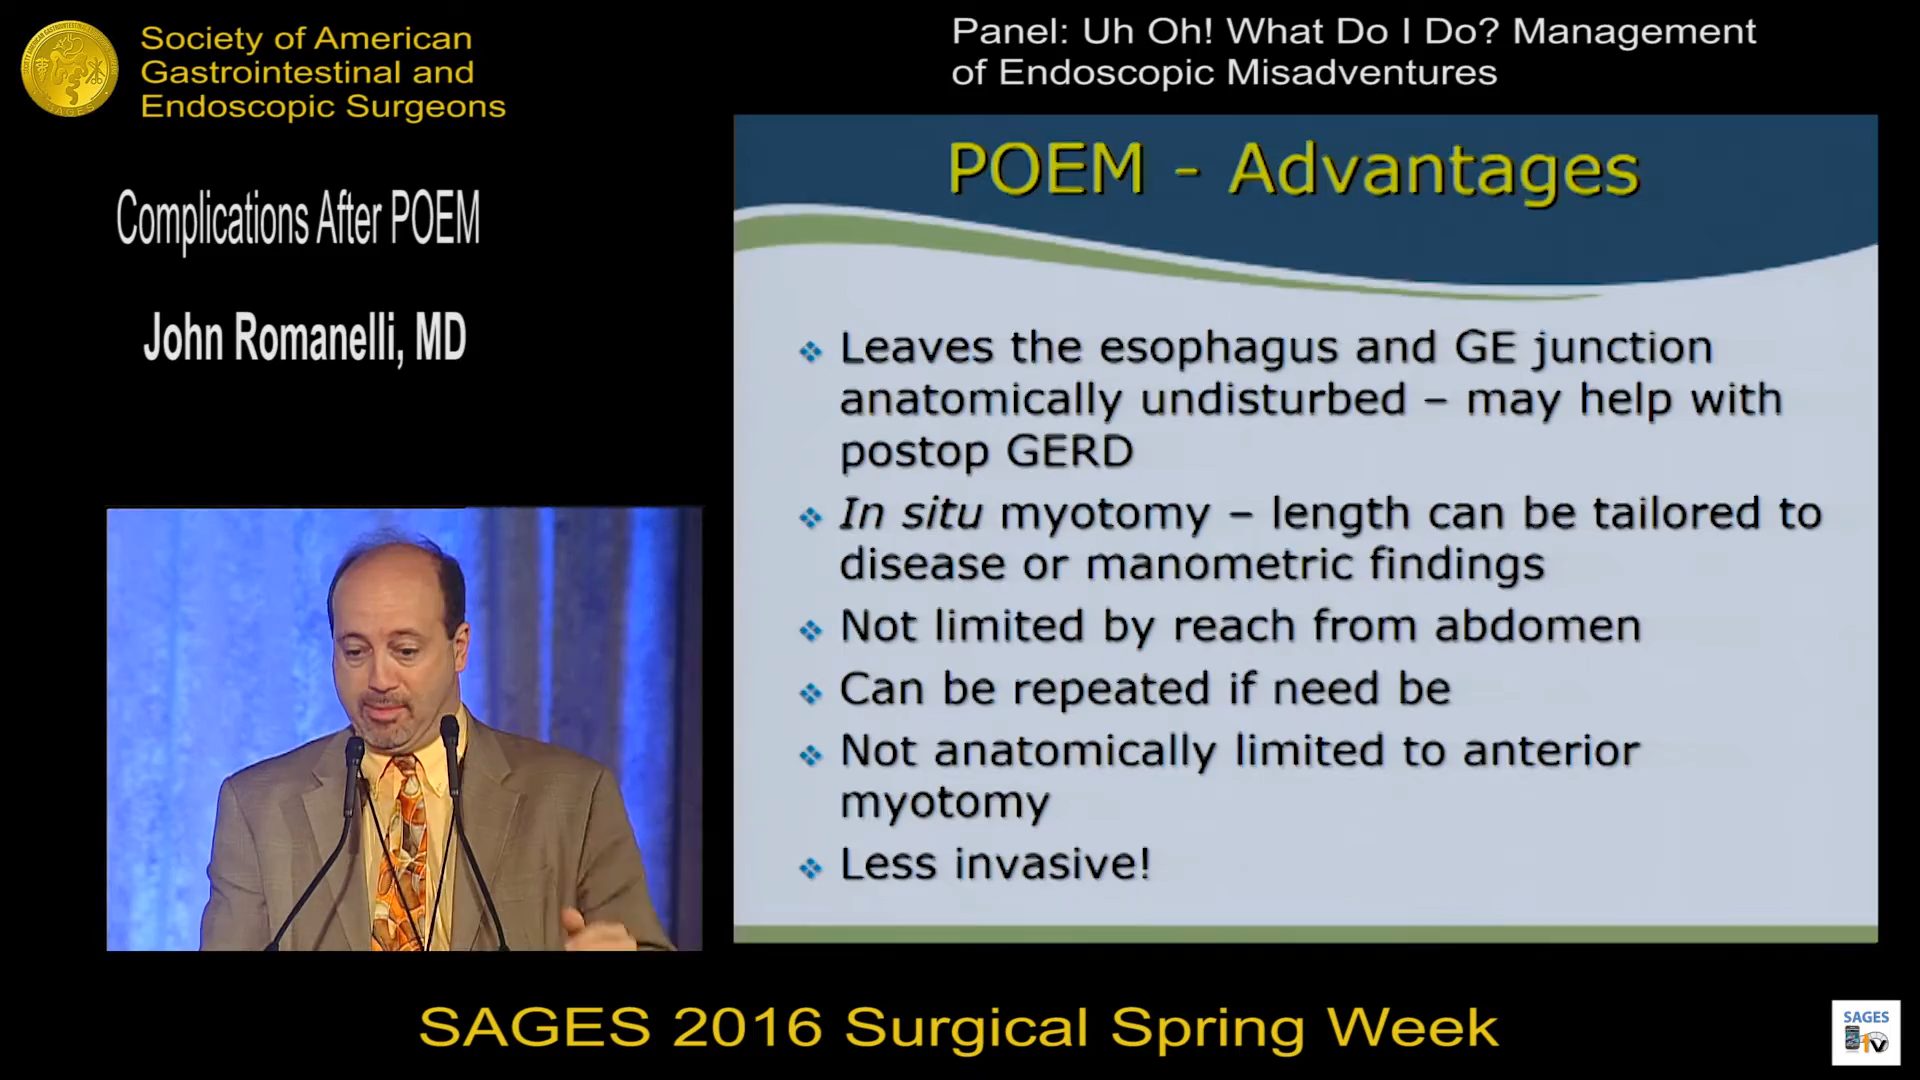 Society of American
Gastrointestinal and
Endoscopic Surgeons
Panel: Uh Oh! What Do I Do? Management
of Endoscopic Misadventures
Complications After POEM
John Romanelli, MD
POEM - Advantages
Leaves the esophagus and GE junction
anatomically undisturbed – may help with
postop GERD
In situ myotomy – length can be tailored to
disease or manometric findings
Not limited by reach from abdomen
Can be repeated if need be
Not anatomically limited to anterior
myotomy
Less invasive!
SAGES 2016 Surgical Spring Week
SAGES
TV